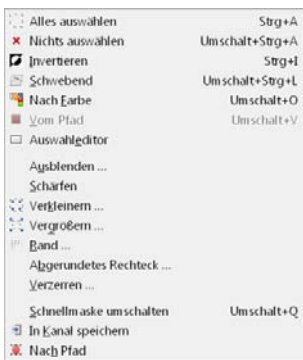 Alles auswählen Strg+A
Nichts auswählen Umschalt+Strg+A
Invertieren Strg+I
Schwebend Umschalt+Strg+L
Nach Farbe Umschalt+O
Vom Pfad Umschalt+V
Auswahleditor
Ausblenden ...
Schärfen
Verkleinern ...
Vergrößern ...
Rand ...
Abgerundetes Rechteck ...
Verzerren ...
Schnellmaske umschalten Umschalt+Q
In Kanal speichern
Nach Pfad